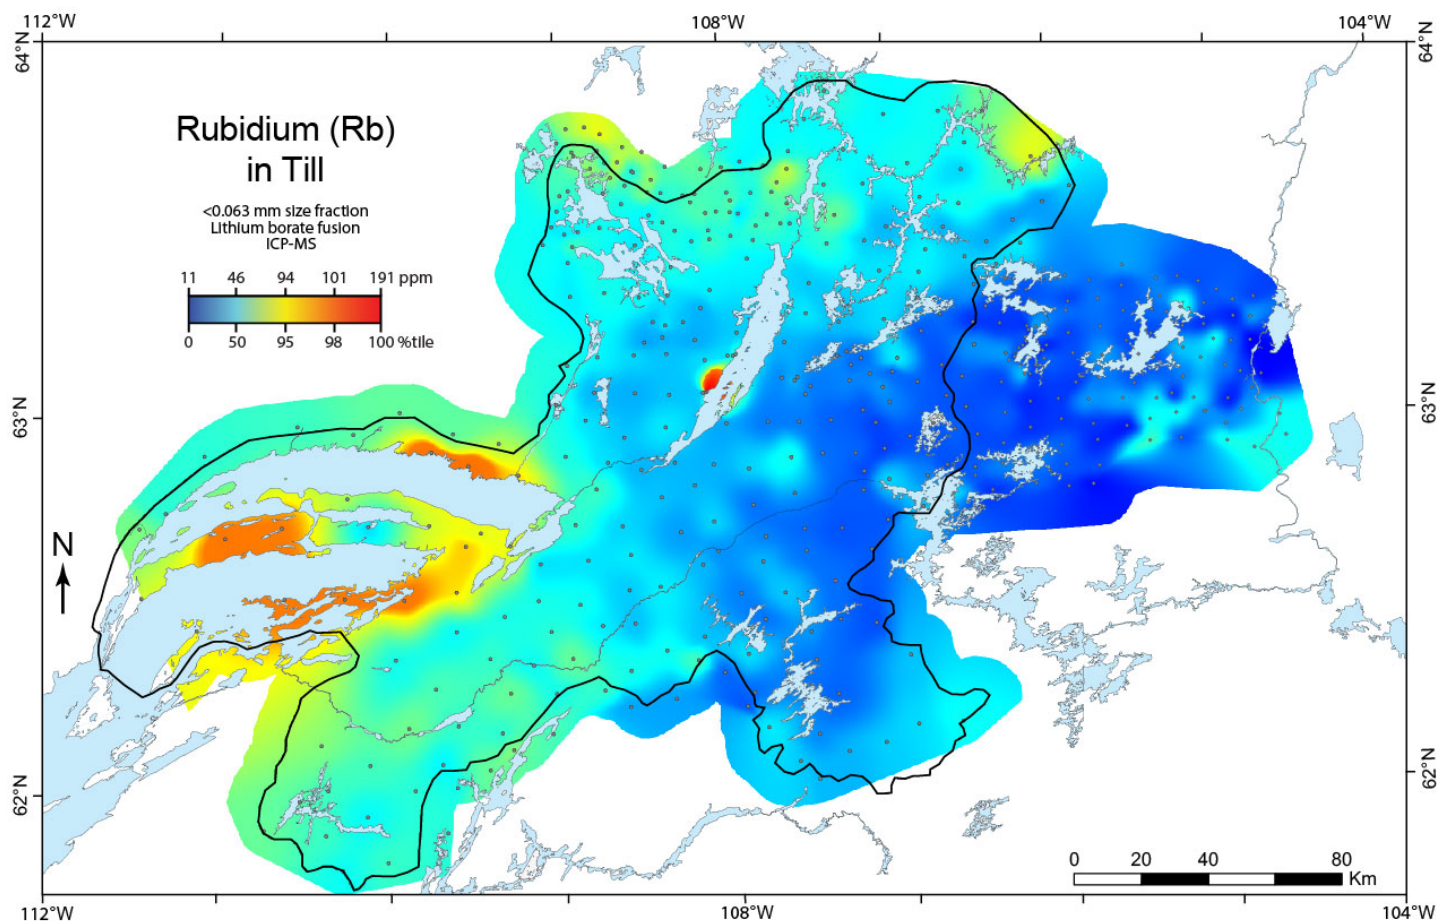 112°W 108°W 104°W
64°N 64°N
Rubidium (Rb)
in Till
<0.063 mm size fraction
Lithium borate fusion
ICP-MS
11 46 94 101 191 ppm
0 50 95 98 100 %tile
63°N 63°N
N
62°N 62°N
0 20 40 80
Km
112°W 108°W 104°W